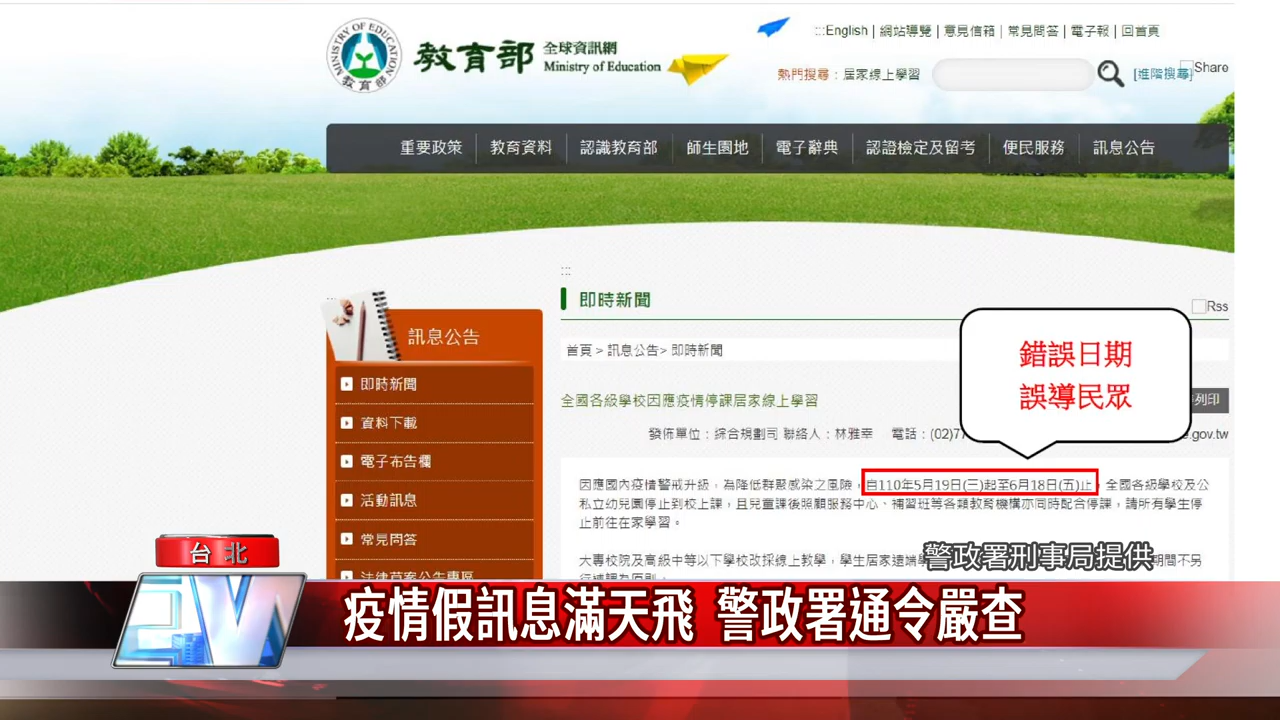 :::English | 網站導覽 | 意見信箱 | 常見問答 | 電子報 | 回首頁
MINISTRY OF EDUCATION
教育部
教育部 全球資訊網
Ministry of Education
熱門搜尋：居家線上學習
[進階搜尋]
Share
重要政策 教育資料 認識教育部 師生園地 電子辭典 認證檢定及留考 便民服務 訊息公告
:::
即時新聞
Rss
訊息公告
首頁 > 訊息公告> 即時新聞
錯誤日期
誤導民眾
即時新聞
資料下載
電子布告欄
活動訊息
常見問答
全國各級學校因應疫情停課居家線上學習
列印
發佈單位：綜合規劃司 聯絡人：林雅幸 電話：(02)77
.gov.tw
因應國內疫情警戒升級，為降低群聚感染之風險，自110年5月19日(三)起至6月18日(五)止，全國各級學校及公
私立幼兒園停止到校上課，且兒童課後照顧服務中心、補習班等各類教育機構亦同時配合停課，請所有學生停
止前往在家學習。
大專校院及高級中等以下學校改採線上教學，學生居家遠端學
期間不另
警政署刑事局提供
台北
疫情假訊息滿天飛 警政署通令嚴查